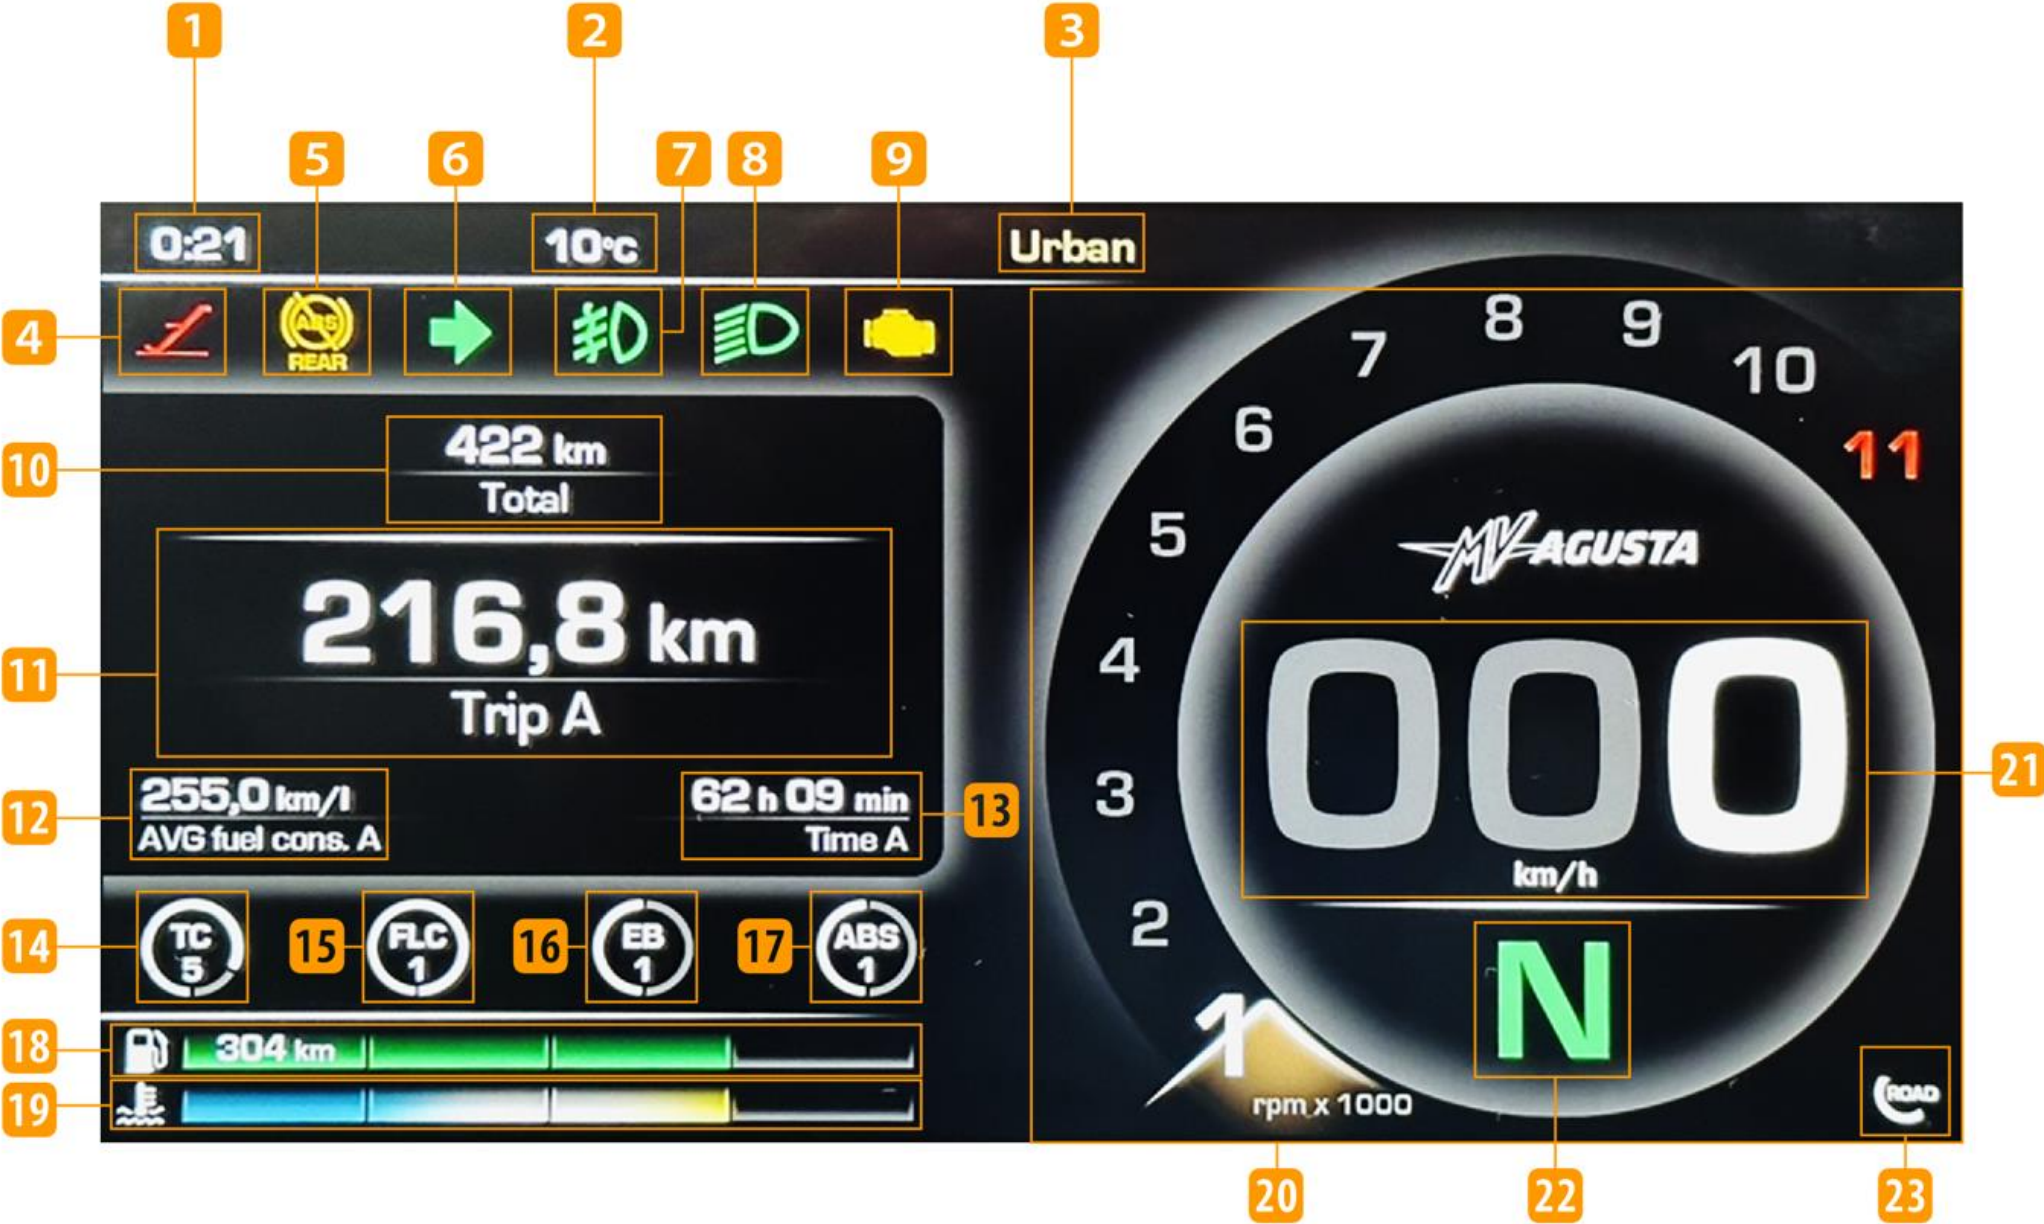 1
2
3
5
6
7
8
9
0:21
10°C
Urban
4
ABS
REAR
10
422 km
Total
11
216,8 km
Trip A
12
255,0 km/l
AVG fuel cons. A
62 h 09 min
Time A
13
14
TC
5
15
FLC
1
16
EB
1
17
ABS
1
18
304 km
19
1
2
3
4
5
6
7
8
9
10
11
MV AGUSTA
000
km/h
21
N
rpm x 1000
ROAD
20
22
23